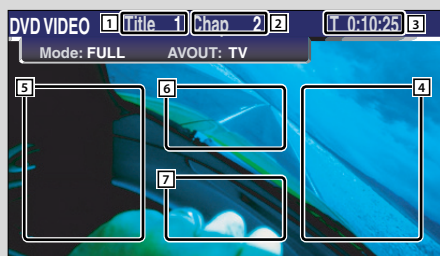 DVD VIDEO 1 Title 1 Chap 2 2 T 0:10:25 3
Mode: FULL AVOUT: TV
5 6 4
7